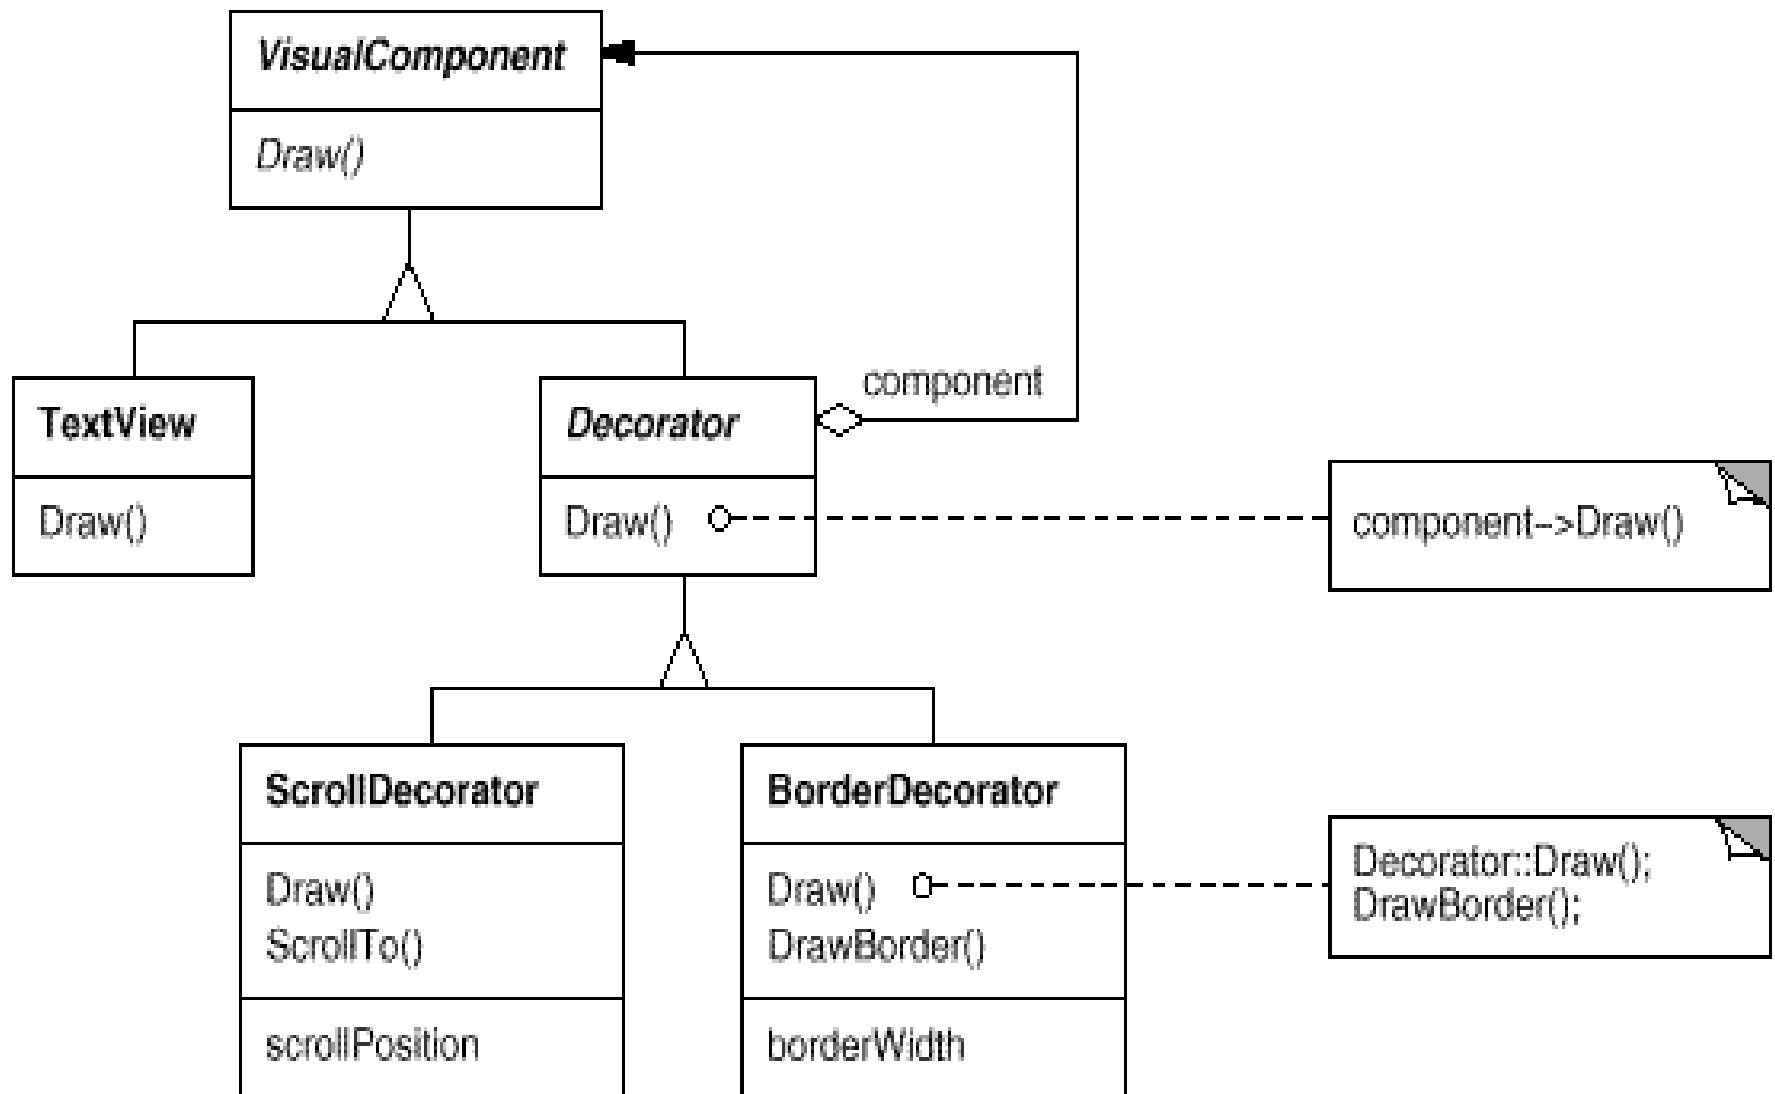 VisualComponent
Draw()
component
TextView
Draw()
Decorator
Draw()
component–>Draw()
ScrollDecorator
Draw()
ScrollTo()
scrollPosition
BorderDecorator
Draw()
DrawBorder()
borderWidth
Decorator::Draw();
DrawBorder();